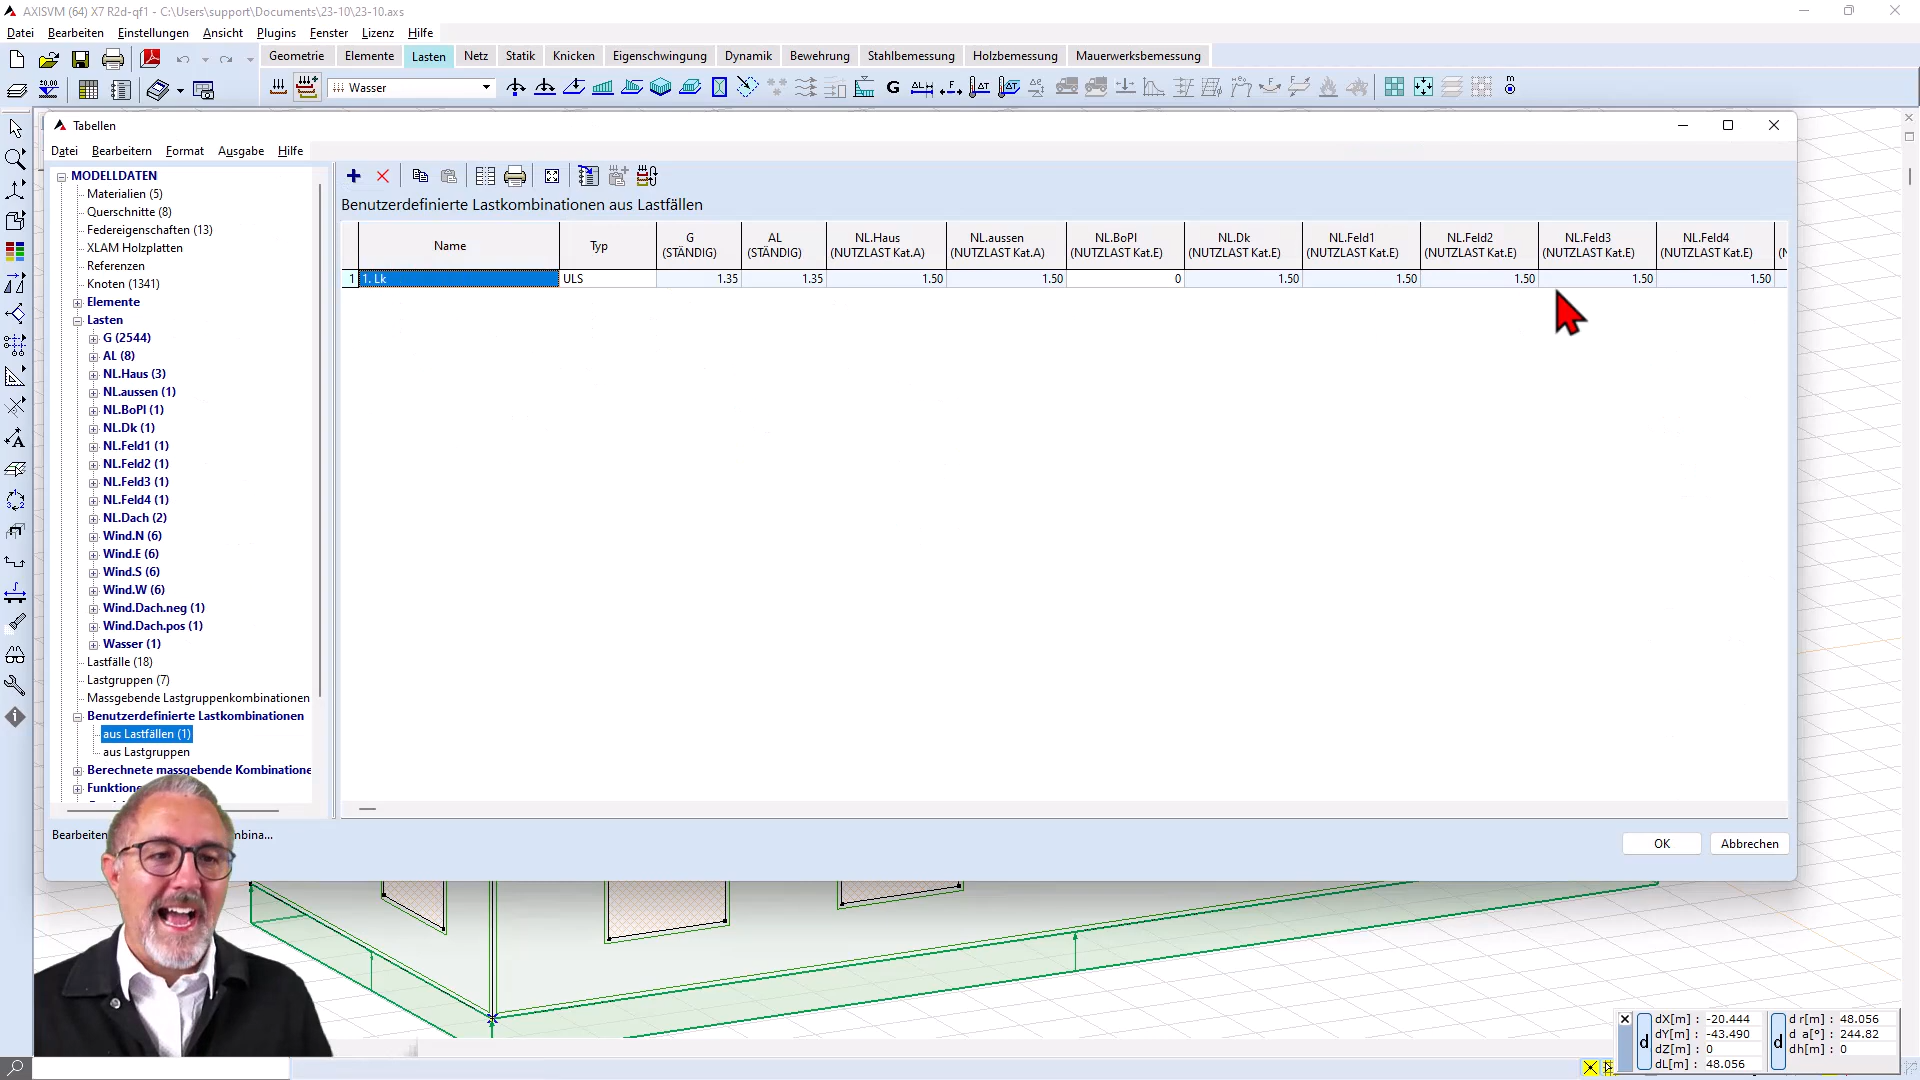 AXISVM (64) X7 R2d-qf1 - C:\Users\support\Documents\23-10\23-10.axs
Datei Bearbeiten Einstellungen Ansicht Plugins Fenster Lizenz Hilfe
Geometrie Elemente Lasten Netz Statik Knicken Eigenschwingung Dynamik Bewehrung Stahlbemessung Holzbemessung Mauerwerksbemessung
Wasser
Tabellen
Datei Bearbeiten Format Ausgabe Hilfe
MODELLDATEN
Materialien (5)
Querschnitte (8)
Federeigenschaften (13)
XLAM Holzplatten
Referenzen
Knoten (1341)
Elemente
Lasten
G (2544)
AL (8)
NL.Haus (3)
NL.aussen (1)
NL.BoPl (1)
NL.Dk (1)
NL.Feld1 (1)
NL.Feld2 (1)
NL.Feld3 (1)
NL.Feld4 (1)
NL.Dach (2)
Wind.N (6)
Wind.E (6)
Wind.S (6)
Wind.W (6)
Wind.Dach.neg (1)
Wind.Dach.pos (1)
Wasser (1)
Lastfälle (18)
Lastgruppen (7)
Massgebende Lastgruppenkombinationen
Benutzerdefinierte Lastkombinationen
aus Lastfällen (1)
aus Lastgruppen
Berechnete massgebende Kombinatione
Funktione
Benutzerdefinierte Lastkombinationen aus Lastfällen
Name Typ G (STÄNDIG) AL (STÄNDIG) NL.Haus (NUTZLAST Kat.A) NL.aussen (NUTZLAST Kat.A) NL.BoPl (NUTZLAST Kat.E) NL.Dk (NUTZLAST Kat.E) NL.Feld1 (NUTZLAST Kat.E) NL.Feld2 (NUTZLAST Kat.E) NL.Feld3 (NUTZLAST Kat.E) NL.Feld4 (NUTZLAST Kat.E)
1 1. Lk ULS 1.35 1.35 1.50 1.50 0 1.50 1.50 1.50 1.50 1.50
Bearbeiten mbina...
OK Abbrechen
d dX[m] : -20.444
dY[m] : -43.490
dZ[m] : 0
dL[m] : 48.056
d d r[m] : 48.056
d a[°] : 244.82
dh[m] : 0